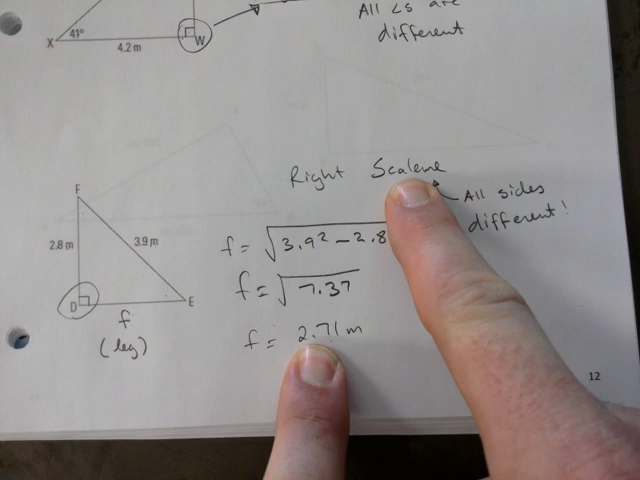 All ∠s are
different
X 41° W
4.2 m
Right Scalene
All sides
different!
F
2.8 m 3.9 m
D E
f
(leg)
f = √3.9² – 2.8
f = √7.37
f = 2.71 m
12